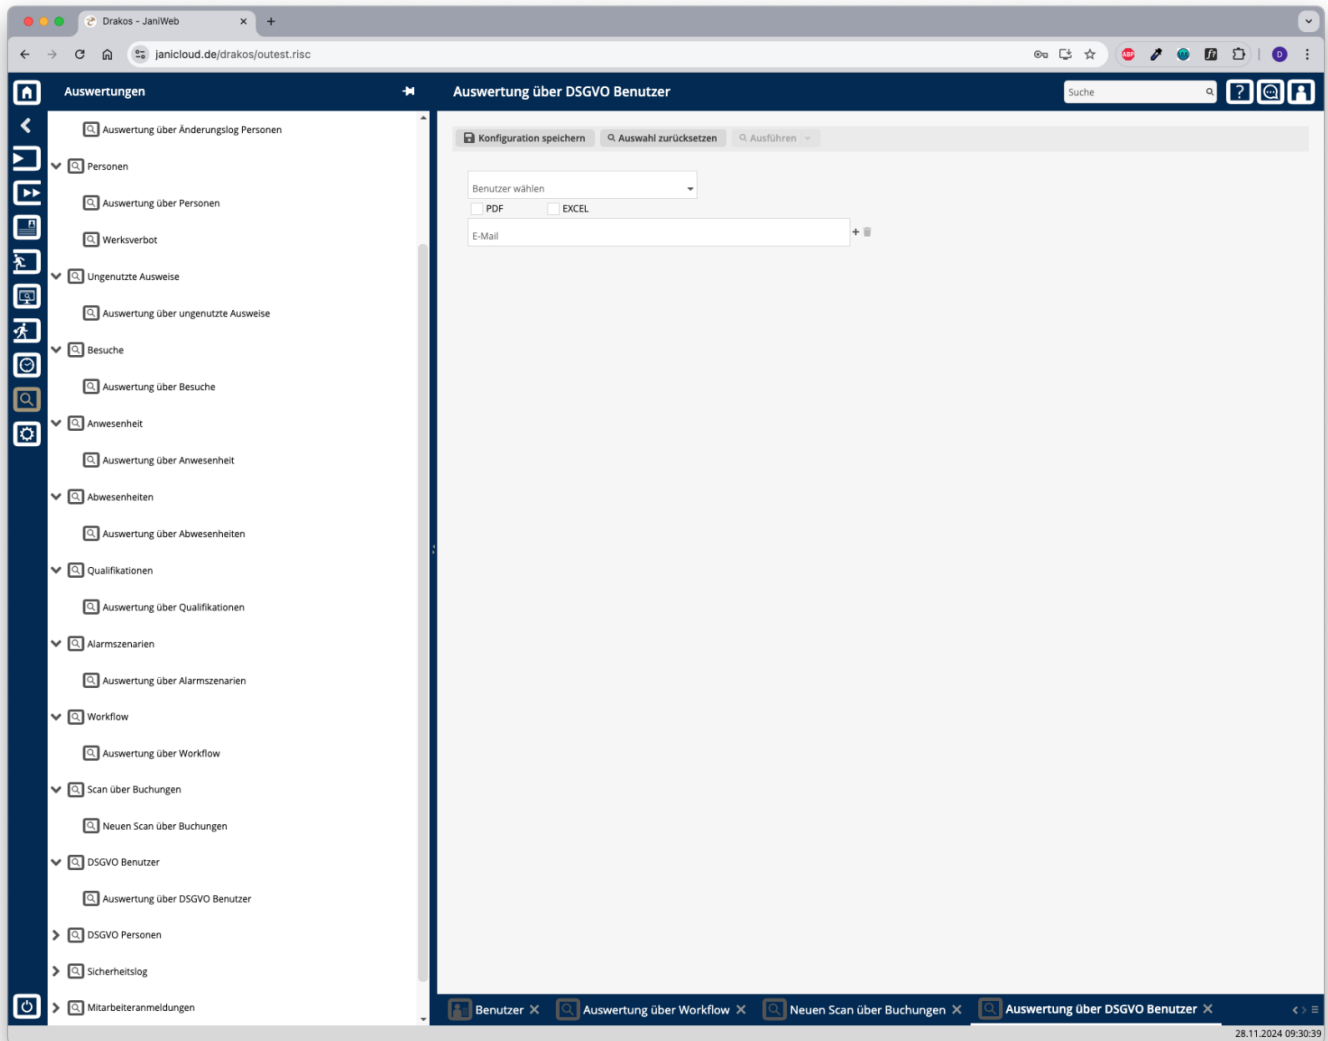 Drakos - JaniWeb
janicloud.de/drakos/outest.risc
ABP
D
Auswertungen
Auswertung über DSGVO Benutzer
Suche
?
Auswertung über Änderungslog Personen
Personen
Auswertung über Personen
Werksverbot
Ungenutzte Ausweise
Auswertung über ungenutzte Ausweise
Besuche
Auswertung über Besuche
Anwesenheit
Auswertung über Anwesenheit
Abwesenheiten
Auswertung über Abwesenheiten
Qualifikationen
Auswertung über Qualifikationen
Alarmszenarien
Auswertung über Alarmszenarien
Workflow
Auswertung über Workflow
Scan über Buchungen
Neuen Scan über Buchungen
DSGVO Benutzer
Auswertung über DSGVO Benutzer
DSGVO Personen
Sicherheitslog
Mitarbeiteranmeldungen
Konfiguration speichern
Auswahl zurücksetzen
Ausführen
Benutzer wählen
PDF
EXCEL
E-Mail
Benutzer
Auswertung über Workflow
Neuen Scan über Buchungen
Auswertung über DSGVO Benutzer
28.11.2024 09:30:39